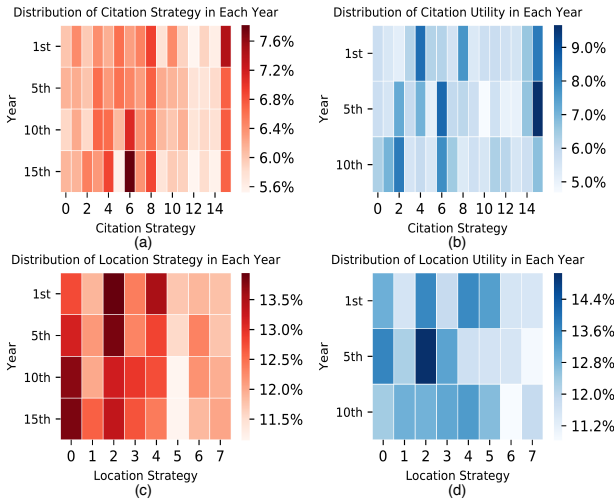 Distribution of Citation Strategy in Each Year
Year
1st
5th
10th
15th
0 2 4 6 8 10 12 14
Citation Strategy
7.6%
7.2%
6.8%
6.4%
6.0%
5.6%
(a)
Distribution of Citation Utility in Each Year
Year
1st
5th
10th
0 2 4 6 8 10 12 14
Citation Strategy
9.0%
8.0%
7.0%
6.0%
5.0%
(b)
Distribution of Location Strategy in Each Year
Year
1st
5th
10th
15th
0 1 2 3 4 5 6 7
Location Strategy
13.5%
13.0%
12.5%
12.0%
11.5%
(c)
Distribution of Location Utility in Each Year
Year
1st
5th
10th
0 1 2 3 4 5 6 7
Location Strategy
14.4%
13.6%
12.8%
12.0%
11.2%
(d)